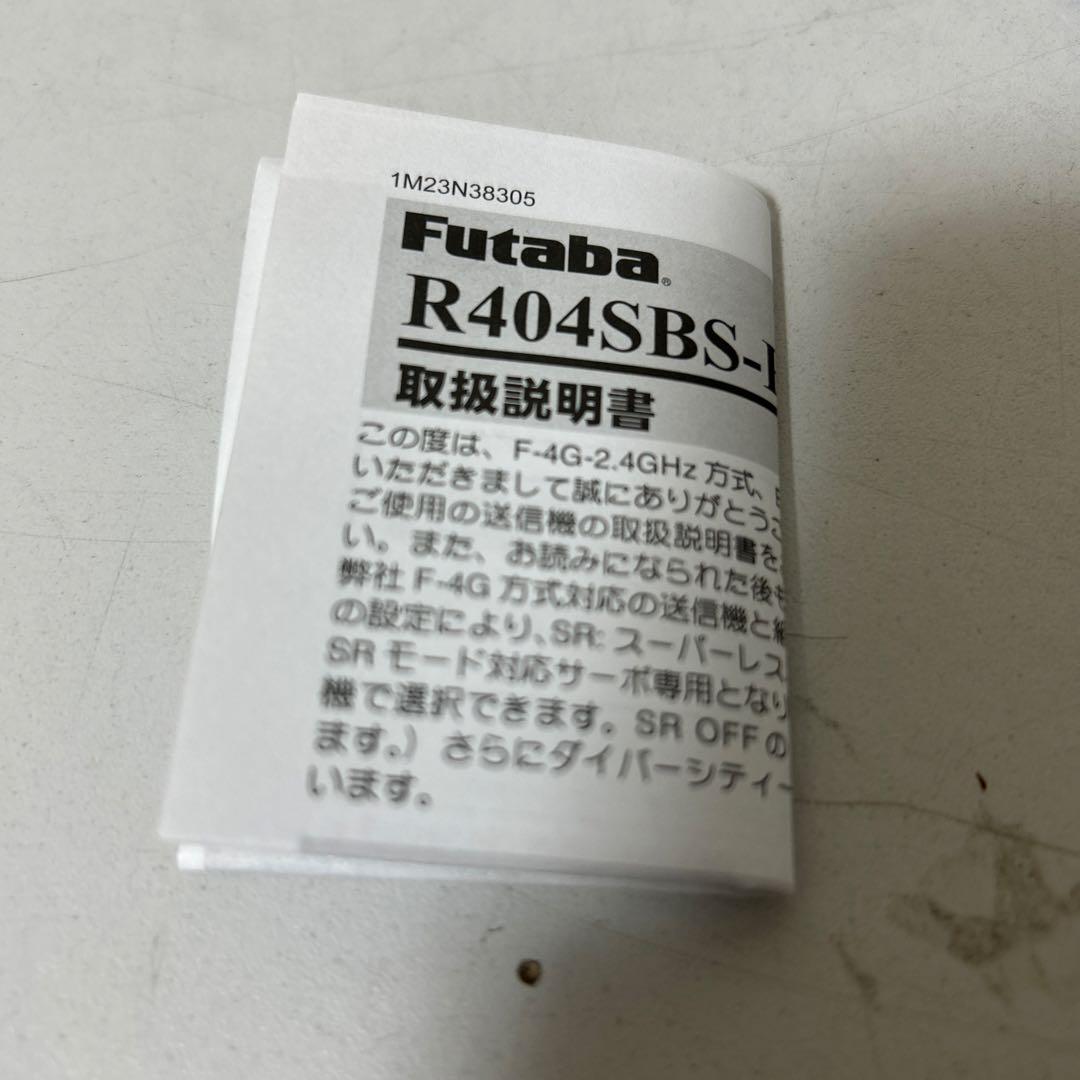 1M23N38305
Futaba®
R404SBS-
取扱説明書
この度は、F-4G-2.4GHz 方式、
いただきまして誠にありがとうご
ご使用の送信機の取扱説明書を
い。また、お読みになられた後も
弊社 F-4G 方式対応の送信機と
の設定により、SR: スーパーレス
SR モード対応サーボ専用となり
機で選択できます。SR OFF の
ます。) さらにダイバーシティー
います。